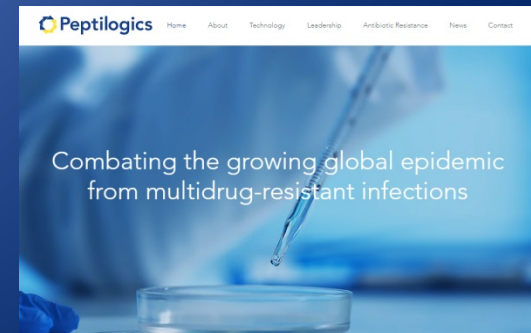 Peptilogics Home About Technology Leadership Antibiotic Resistance News Contact
Combating the growing global epidemic
from multidrug-resistant infections